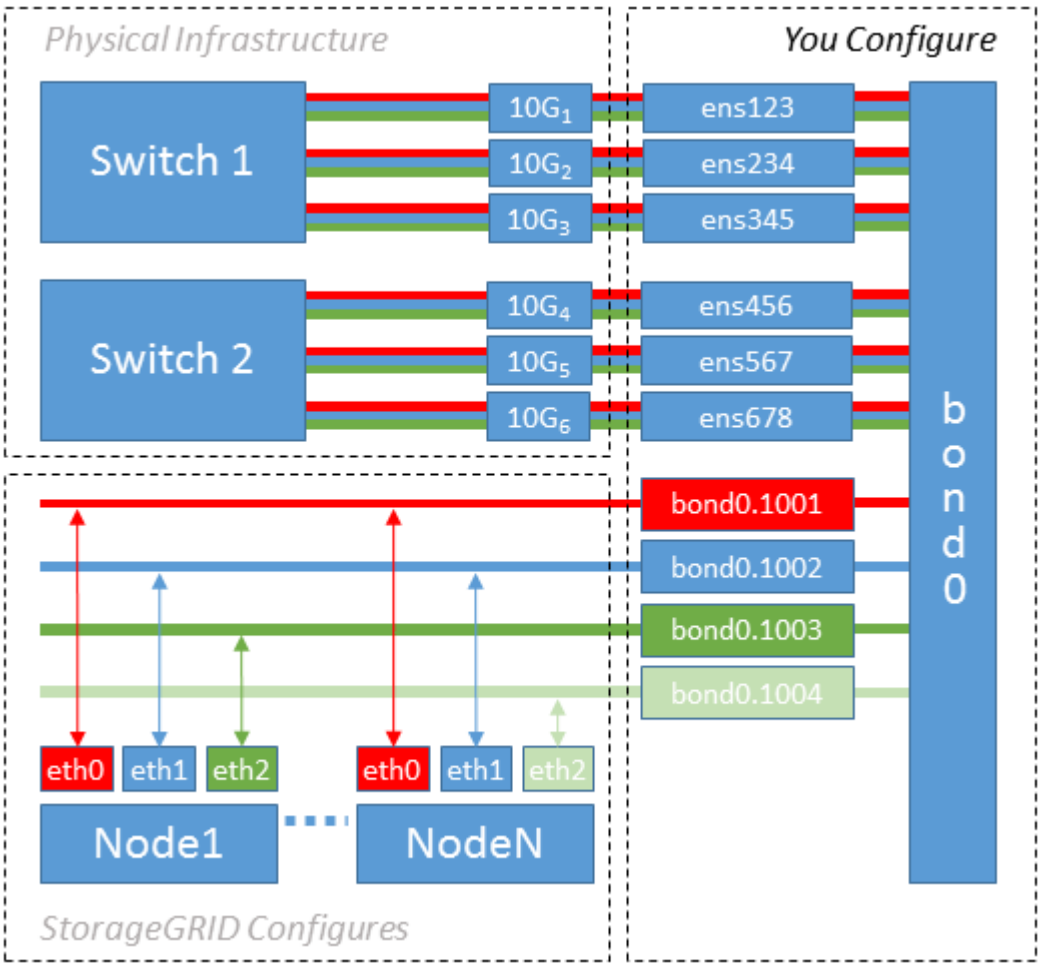 Physical Infrastructure
You Configure
Switch 1
10G₁
ens123
10G₂
ens234
10G₃
ens345
Switch 2
10G₄
ens456
10G₅
ens567
10G₆
ens678
bond0
bond0.1001
bond0.1002
bond0.1003
bond0.1004
eth0 eth1 eth2
eth0 eth1 eth2
Node1
NodeN
StorageGRID Configures